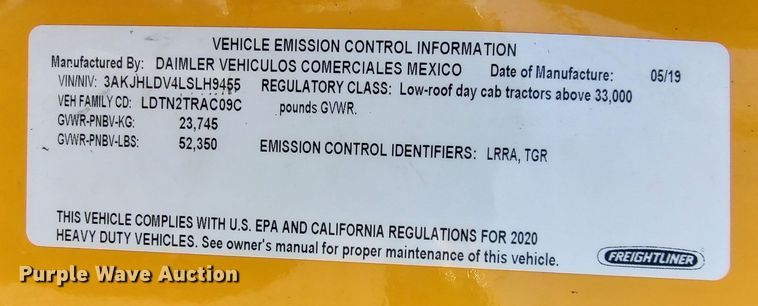 VEHICLE EMISSION CONTROL INFORMATION
Manufactured By: DAIMLER VEHICULOS COMERCIALES MEXICO Date of Manufacture: 05/19
VIN/NIV: 3AKJHLDV4LSLH9455 REGULATORY CLASS: Low-roof day cab tractors above 33,000
VEH FAMILY CD: LDTN2TRAC09C pounds GVWR.
GVWR-PNBV-KG: 23,745
GVWR-PNBV-LBS: 52,350 EMISSION CONTROL IDENTIFIERS: LRRA, TGR
THIS VEHICLE COMPLIES WITH U.S. EPA AND CALIFORNIA REGULATIONS FOR 2020
HEAVY DUTY VEHICLES. See owner's manual for proper maintenance of this vehicle.
FREIGHTLINER
Purple Wave Auction